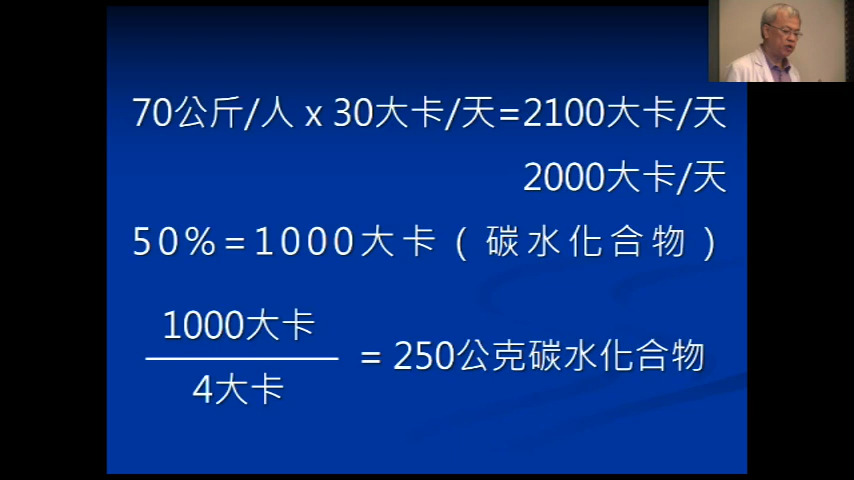 70公斤/人 x 30大卡/天=2100大卡/天
2000大卡/天
50%=1000大卡（碳水化合物）
1000大卡
4大卡
= 250公克碳水化合物